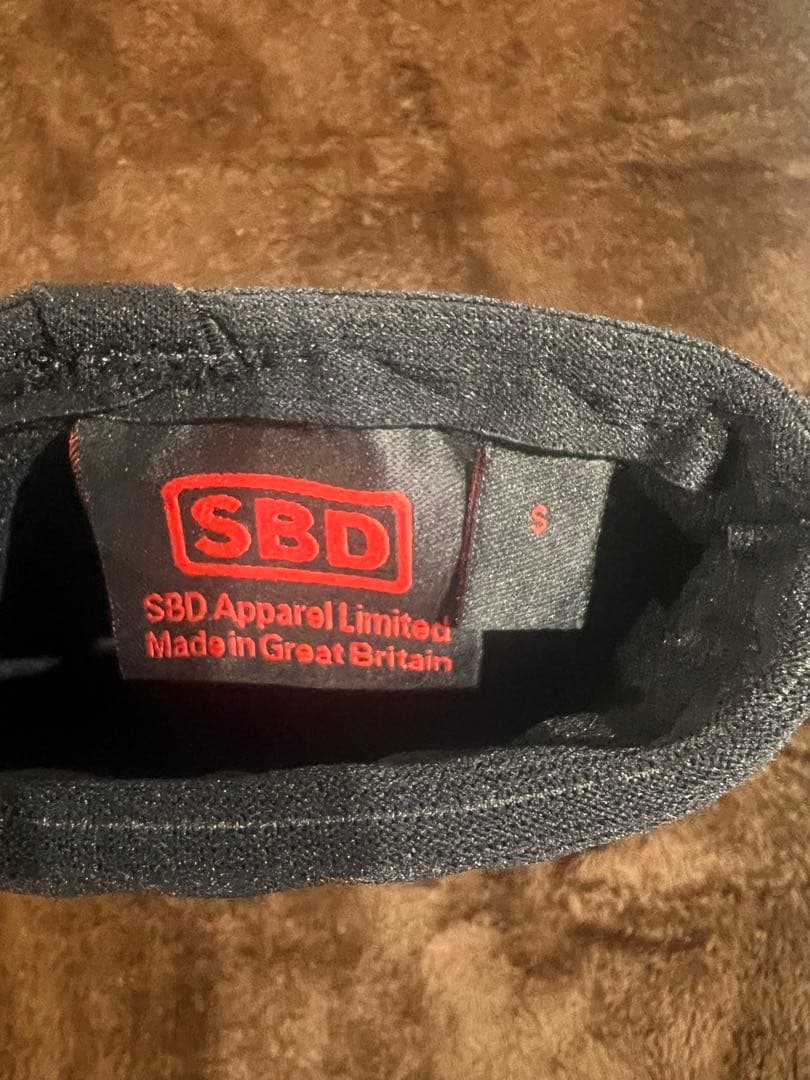 SBD
S
SBD Apparel Limited
Made in Great Britain